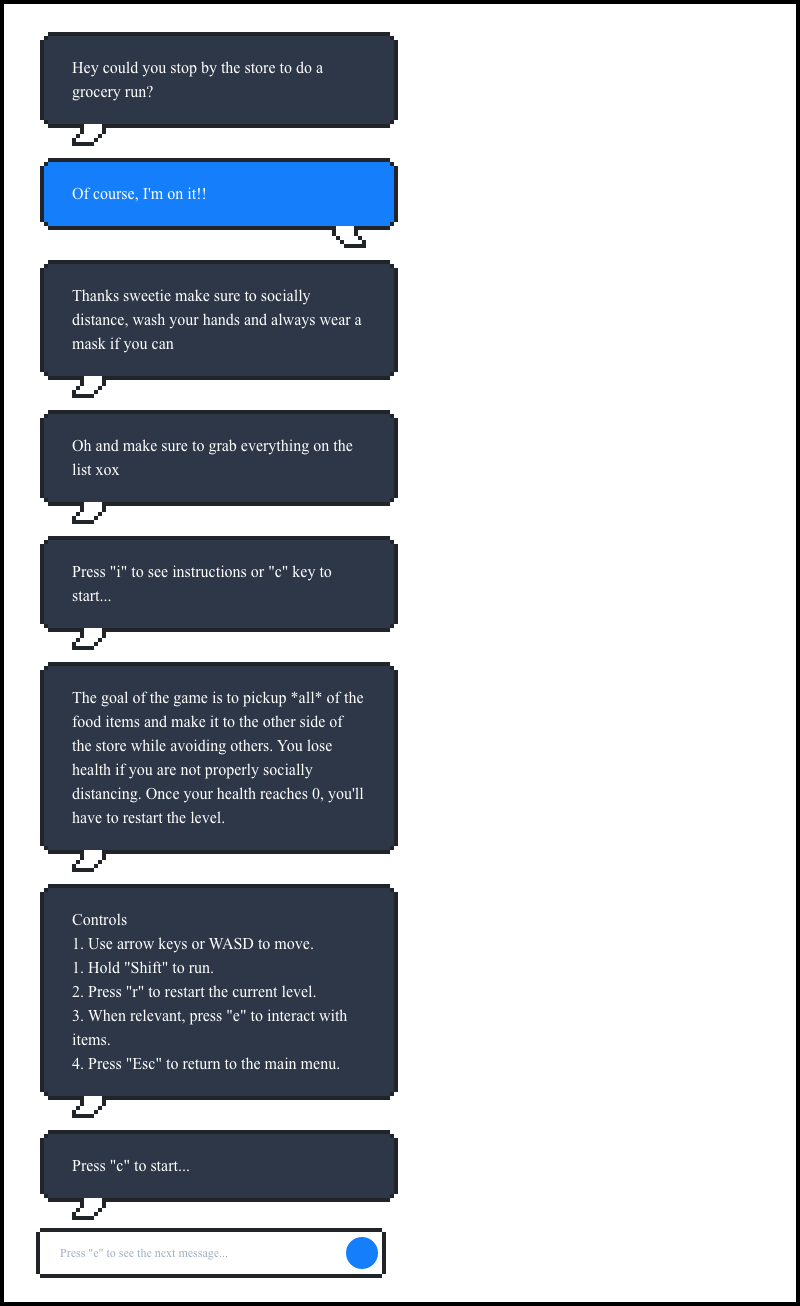 Hey could you stop by the store to do a
grocery run?
Of course, I'm on it!!
Thanks sweetie make sure to socially
distance, wash your hands and always wear a
mask if you can
Oh and make sure to grab everything on the
list xox
Press "i" to see instructions or "c" key to
start...
The goal of the game is to pickup *all* of the
food items and make it to the other side of
the store while avoiding others. You lose
health if you are not properly socially
distancing. Once your health reaches 0, you'll
have to restart the level.
Controls
1. Use arrow keys or WASD to move.
1. Hold "Shift" to run.
2. Press "r" to restart the current level.
3. When relevant, press "e" to interact with
items.
4. Press "Esc" to return to the main menu.
Press "c" to start...
Press "e" to see the next message...